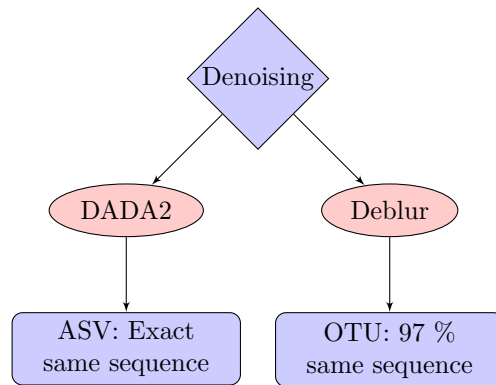 Denoising
DADA2
Deblur
ASV: Exact
same sequence
OTU: 97 %
same sequence